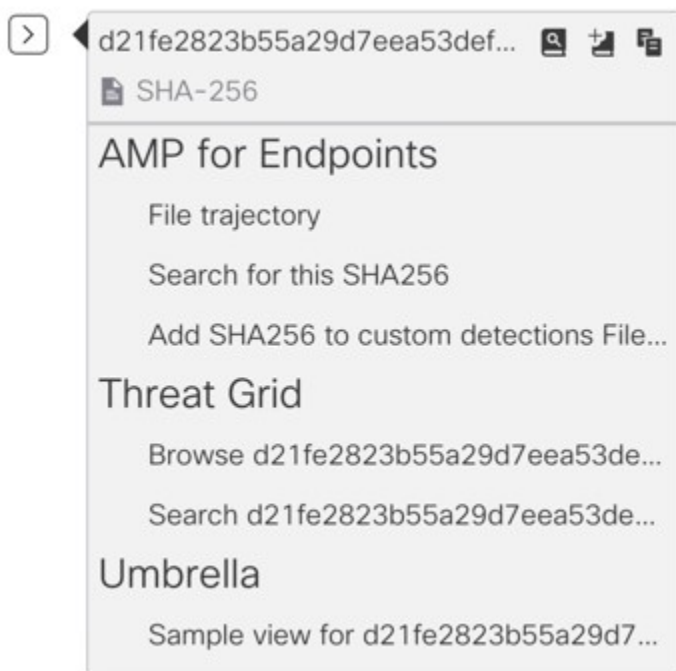 d21fe2823b55a29d7eea53def...
SHA-256
AMP for Endpoints
File trajectory
Search for this SHA256
Add SHA256 to custom detections File...
Threat Grid
Browse d21fe2823b55a29d7eea53de...
Search d21fe2823b55a29d7eea53de...
Umbrella
Sample view for d21fe2823b55a29d7...